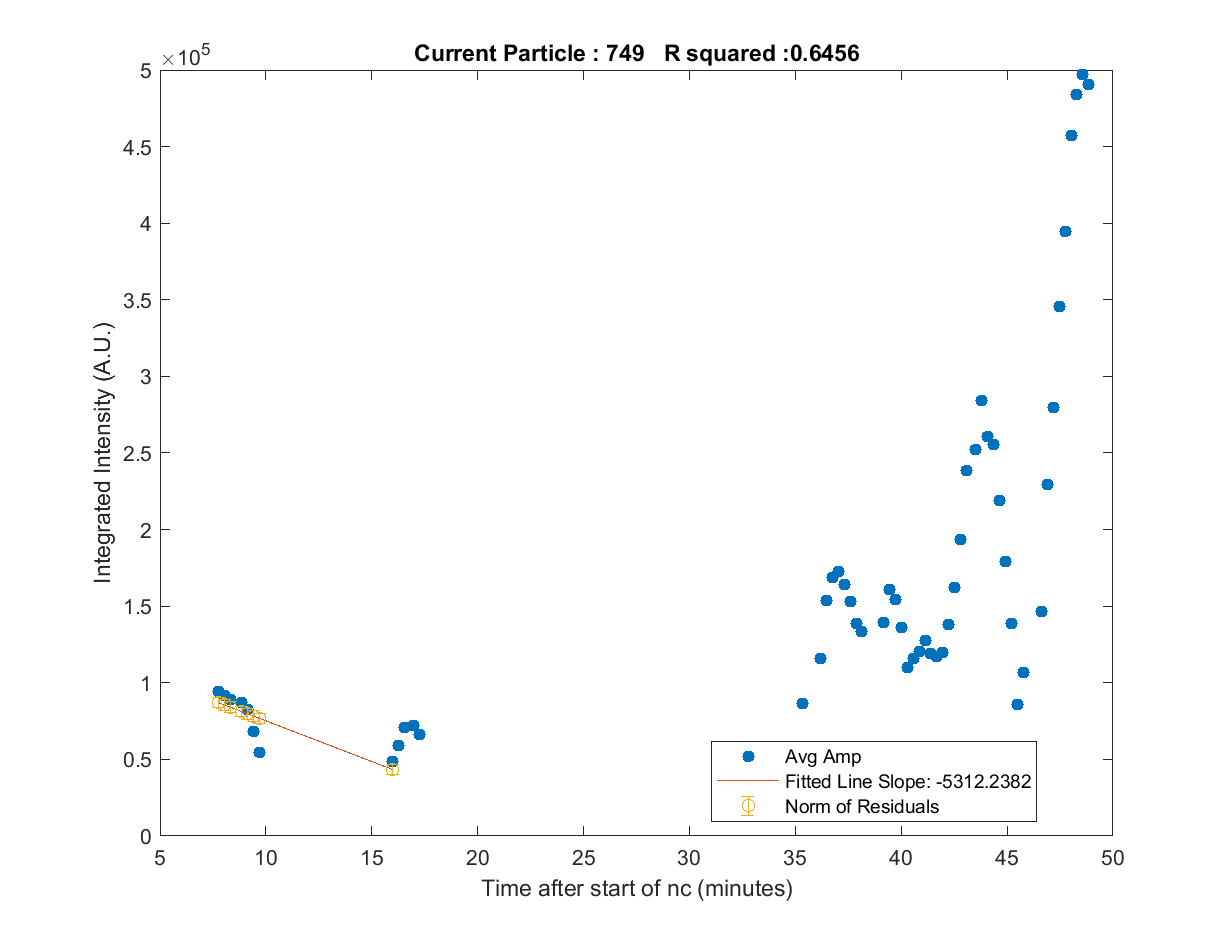 Current Particle : 749   R squared :0.6456
×10⁵
5
4.5
4
3.5
3
2.5
2
1.5
1
0.5
0
Integrated Intensity (A.U.)
Avg Amp
Fitted Line Slope: -5312.2382
Norm of Residuals
5 10 15 20 25 30 35 40 45 50
Time after start of nc (minutes)